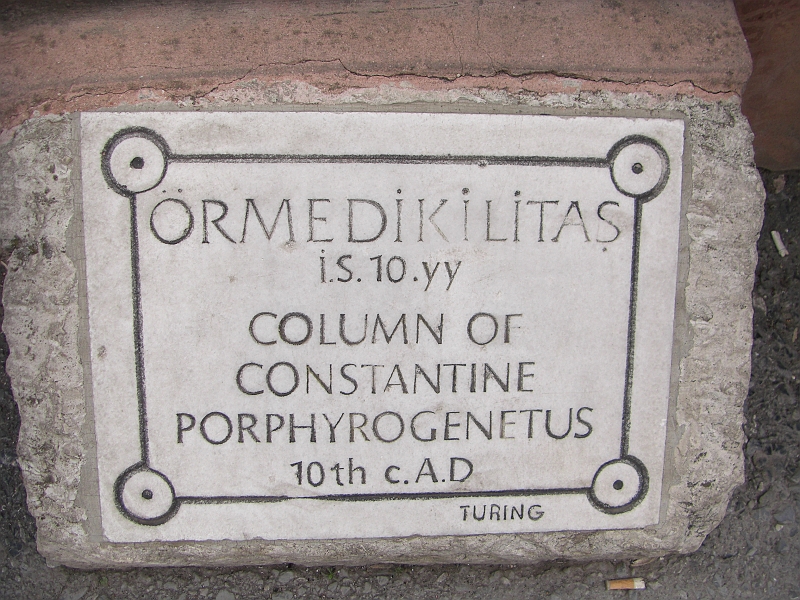 ÖRMEDİKİLİTAŞ
İ.S.10.yy
COLUMN OF
CONSTANTINE
PORPHYROGENETUS
10th c.A.D
TURING